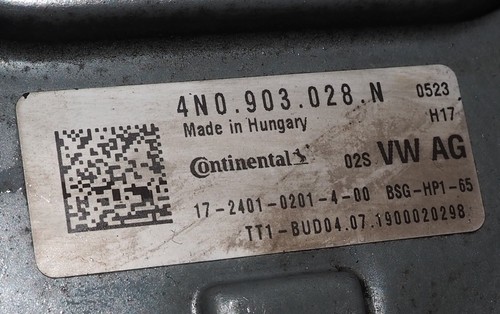 4N0.903.028.N 0523
Made in Hungary H17
Continental 02S VW AG
17-2401-0201-4-00 BSG-HP1-65
TT1-BUD04.07.1900020298